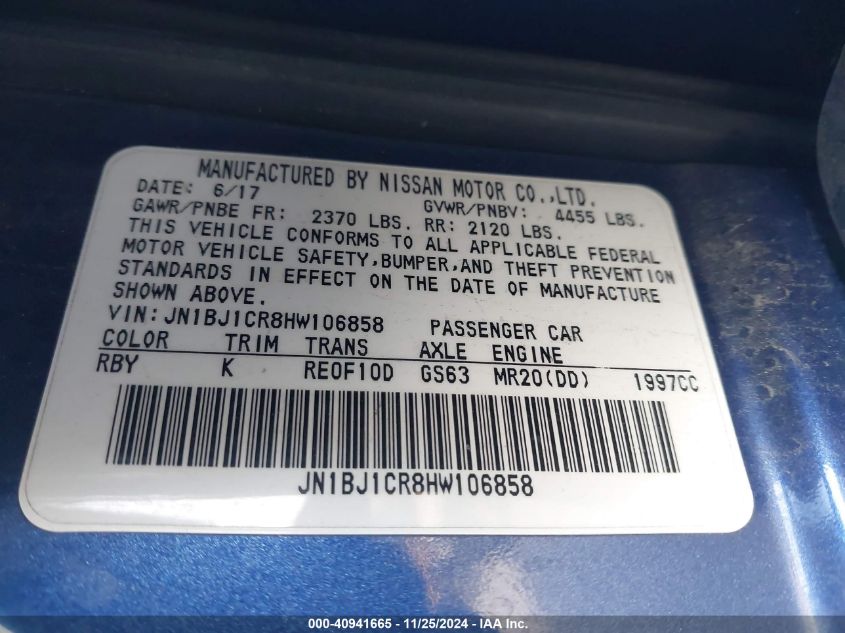 MANUFACTURED BY NISSAN MOTOR CO.,LTD.
DATE: 6/17 GVWR/PNBV: 4455 LBS.
GAWR/PNBE FR: 2370 LBS. RR: 2120 LBS.
THIS VEHICLE CONFORMS TO ALL APPLICABLE FEDERAL
MOTOR VEHICLE SAFETY,BUMPER,AND THEFT PREVENTION
STANDARDS IN EFFECT ON THE DATE OF MANUFACTURE
SHOWN ABOVE.
VIN:JN1BJ1CR8HW106858 PASSENGER CAR
COLOR TRIM TRANS AXLE ENGINE
RBY K RE0F10D GS63 MR20(DD) 1997CC
JN1BJ1CR8HW106858
000-40941665 - 11/25/2024 - IAA Inc.